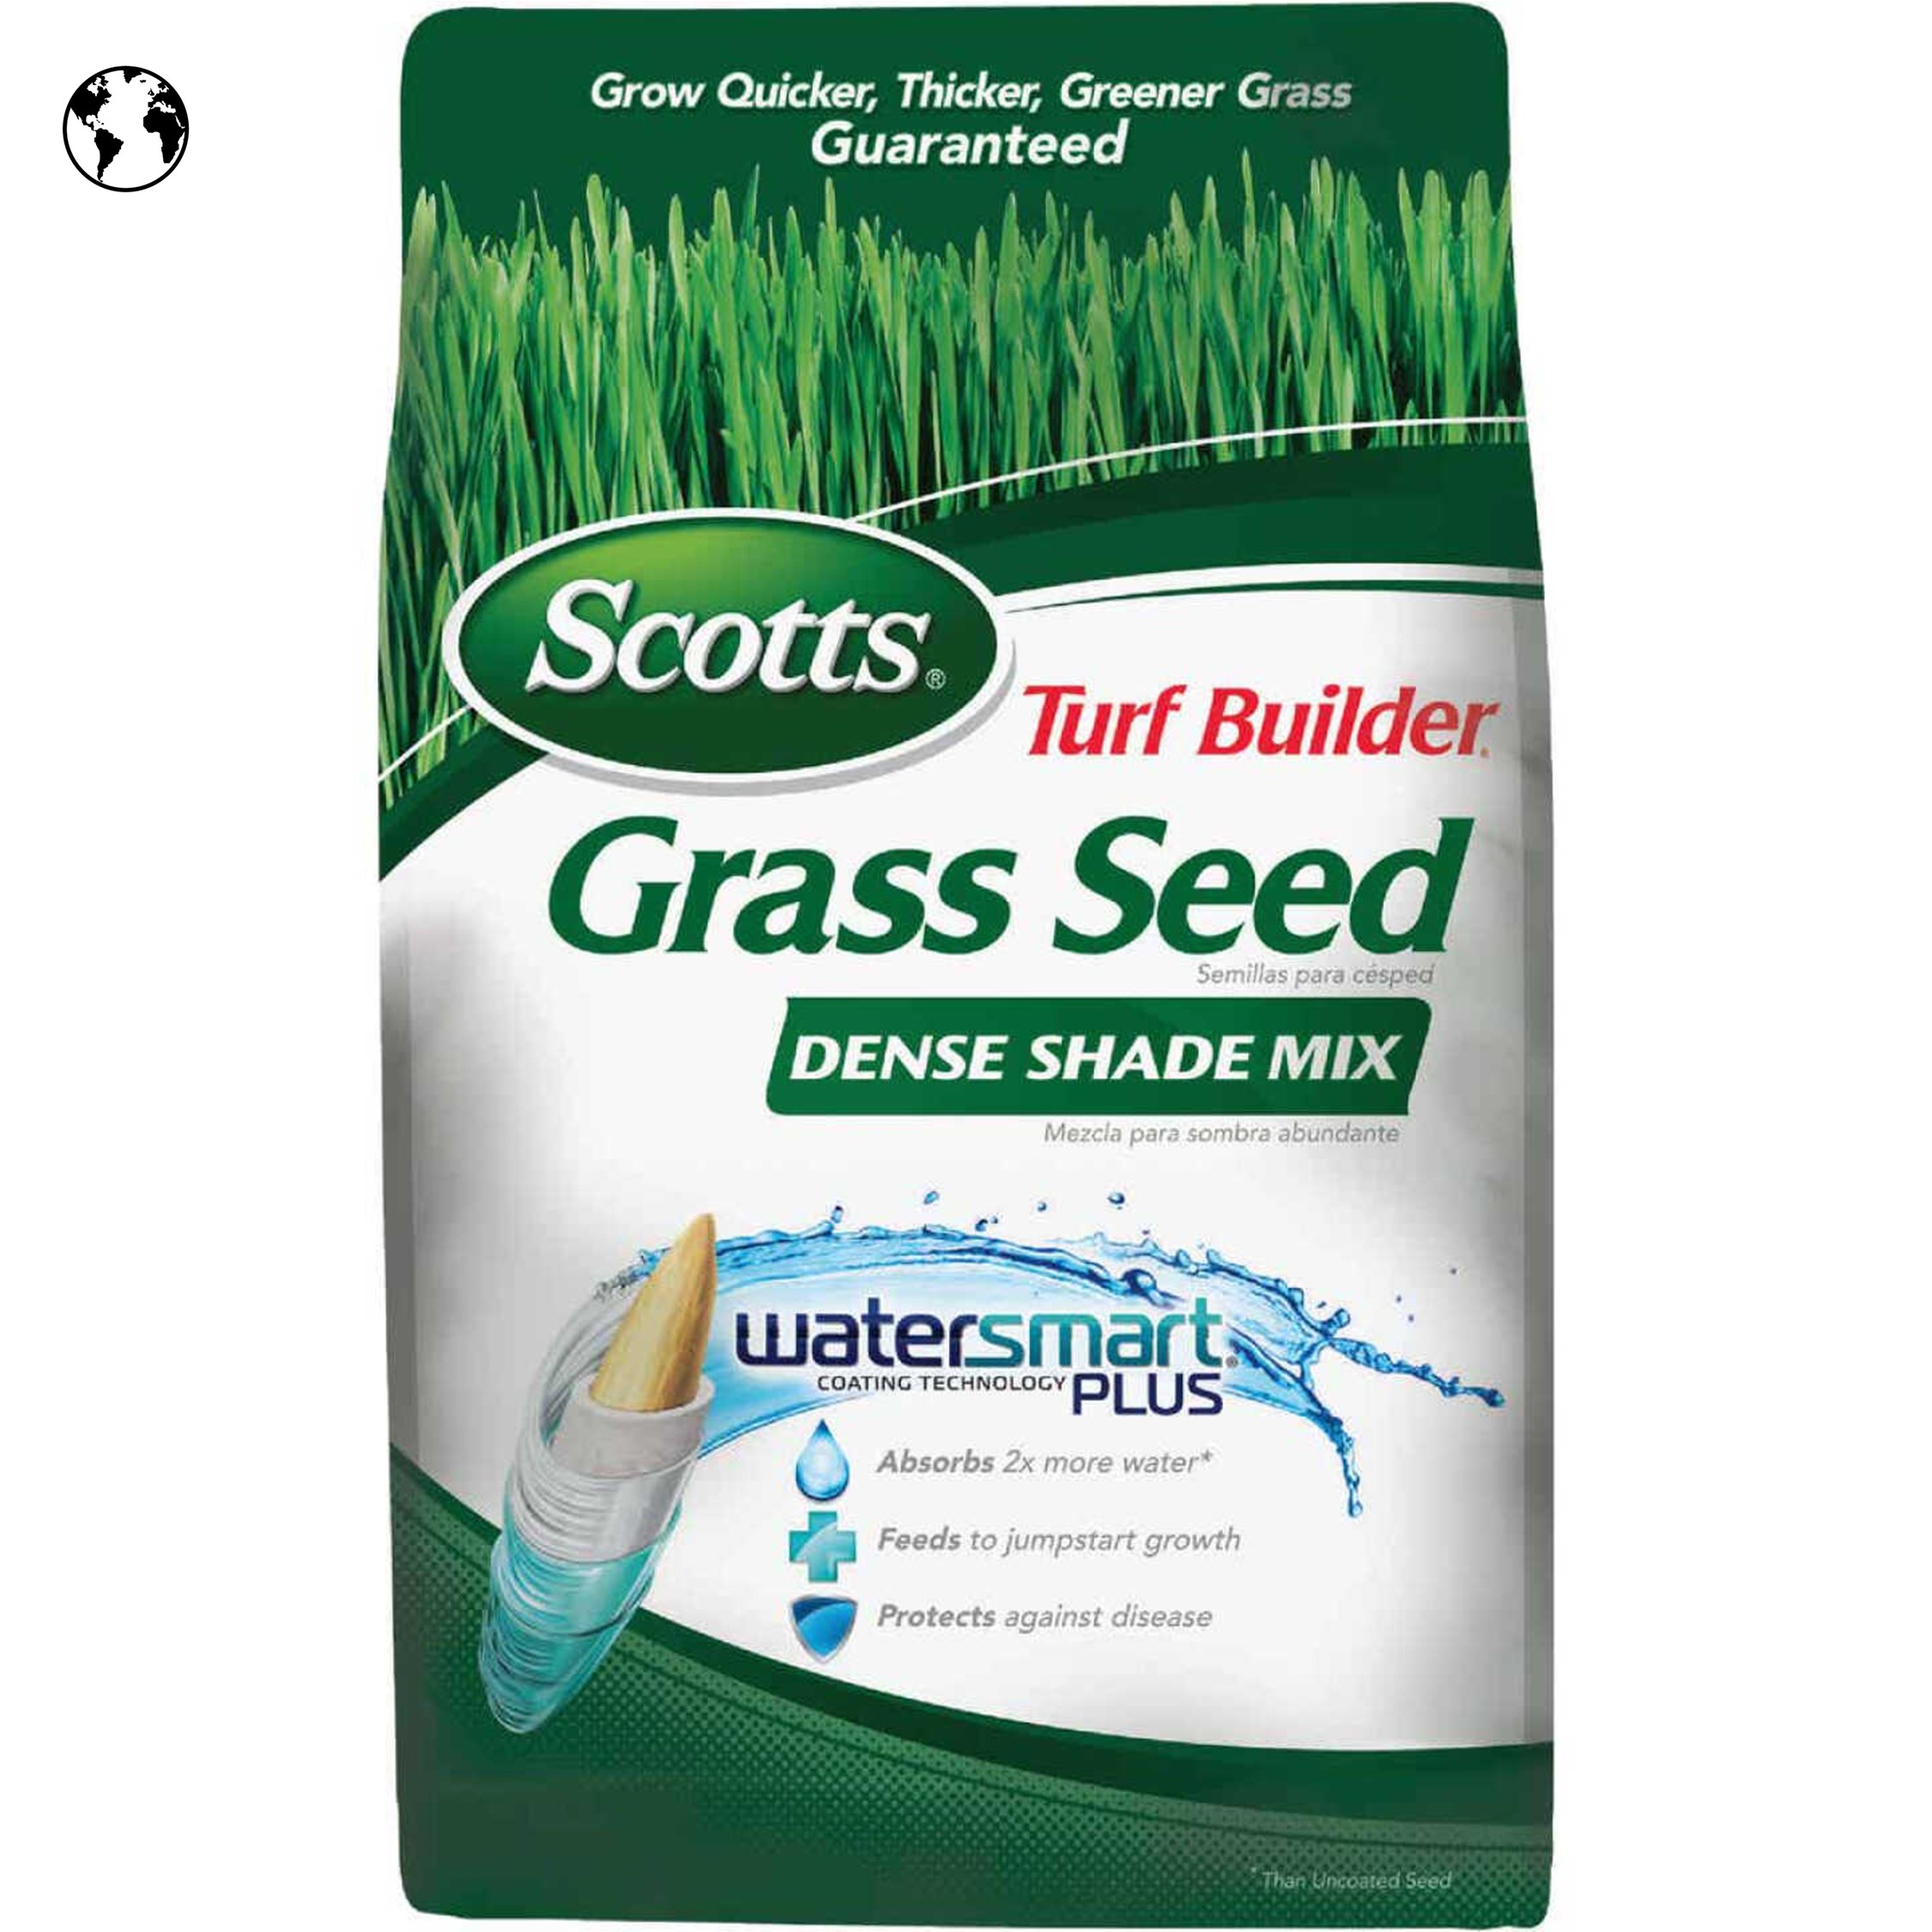 Grow Quicker, Thicker, Greener Grass
Guaranteed
Scotts®
Turf Builder®
Grass Seed
Semillas para césped
DENSE SHADE MIX
Mezcla para sombra abundante
watersmart®
COATING TECHNOLOGY PLUS
Absorbs 2x more water*
Feeds to jumpstart growth
Protects against disease
*Than Uncoated Seed